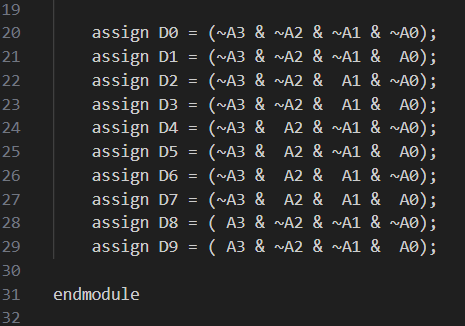 19
20 assign D0 = (~A3 & ~A2 & ~A1 & ~A0);
21 assign D1 = (~A3 & ~A2 & ~A1 &  A0);
22 assign D2 = (~A3 & ~A2 &  A1 & ~A0);
23 assign D3 = (~A3 & ~A2 &  A1 &  A0);
24 assign D4 = (~A3 &  A2 & ~A1 & ~A0);
25 assign D5 = (~A3 &  A2 & ~A1 &  A0);
26 assign D6 = (~A3 &  A2 &  A1 & ~A0);
27 assign D7 = (~A3 &  A2 &  A1 &  A0);
28 assign D8 = ( A3 & ~A2 & ~A1 & ~A0);
29 assign D9 = ( A3 & ~A2 & ~A1 &  A0);
30
31 endmodule
32